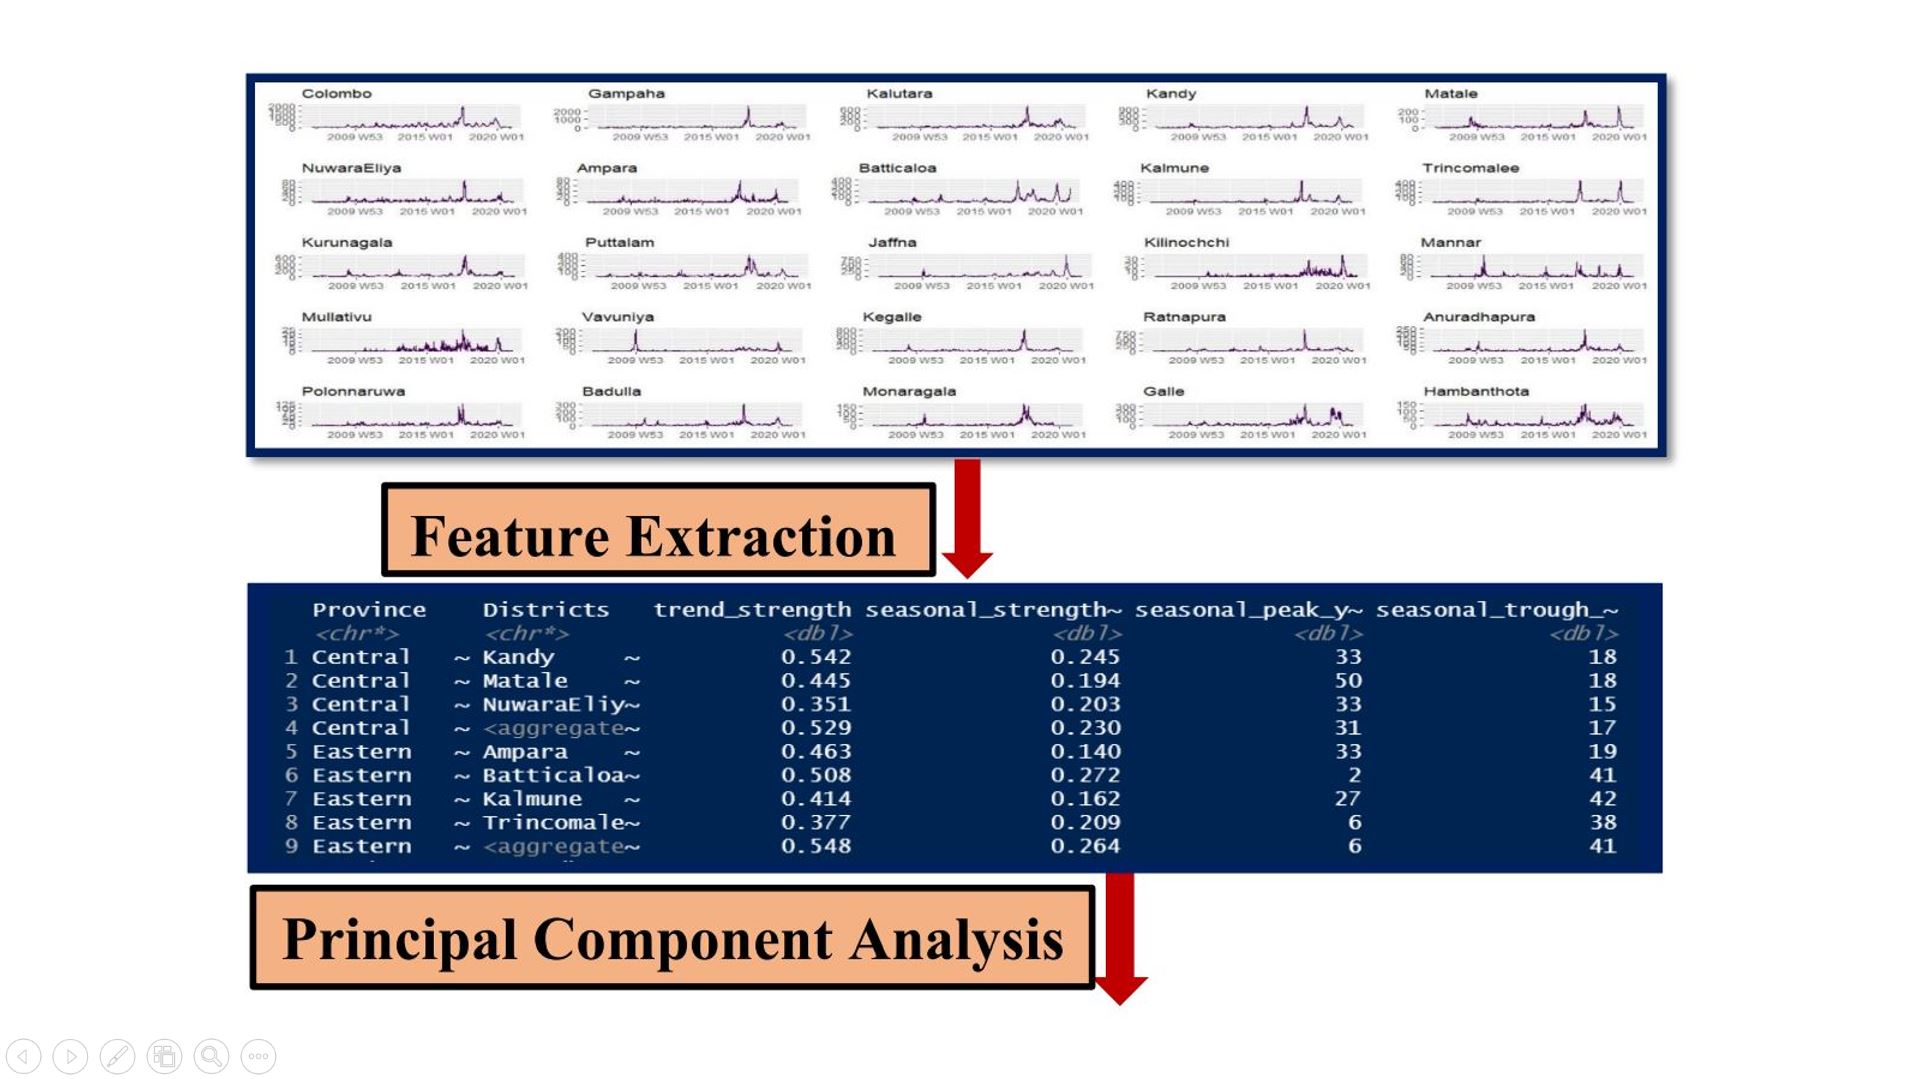 Colombo Gampaha Kalutara Kandy Matale
2009 W53 2015 W01 2020 W01 2009 W53 2015 W01 2020 W01 2009 W53 2015 W01 2020 W01 2009 W53 2015 W01 2020 W01 2009 W53 2015 W01 2020 W01
NuwaraEliya Ampara Batticaloa Kalmune Trincomalee
2009 W53 2015 W01 2020 W01 2009 W53 2015 W01 2020 W01 2009 W53 2015 W01 2020 W01 2009 W53 2015 W01 2020 W01 2009 W53 2015 W01 2020 W01
Kurunagala Puttalam Jaffna Kilinochchi Mannar
2009 W53 2015 W01 2020 W01 2009 W53 2015 W01 2020 W01 2009 W53 2015 W01 2020 W01 2009 W53 2015 W01 2020 W01 2009 W53 2015 W01 2020 W01
Mullativu Vavuniya Kegalle Ratnapura Anuradhapura
2009 W53 2015 W01 2020 W01 2009 W53 2015 W01 2020 W01 2009 W53 2015 W01 2020 W01 2009 W53 2015 W01 2020 W01 2009 W53 2015 W01 2020 W01
Polonnaruwa Badulla Monaragala Galle Hambanthota
2009 W53 2015 W01 2020 W01 2009 W53 2015 W01 2020 W01 2009 W53 2015 W01 2020 W01 2009 W53 2015 W01 2020 W01 2009 W53 2015 W01 2020 W01
Feature Extraction
Province Districts trend_strength seasonal_strength~ seasonal_peak_y~ seasonal_trough_~
<chr*> <chr*> <dbl> <dbl> <dbl> <dbl>
1 Central ~ Kandy ~ 0.542 0.245 33 18
2 Central ~ Matale ~ 0.445 0.194 50 18
3 Central ~ NuwaraEliy~ 0.351 0.203 33 15
4 Central ~ <aggregate~ 0.529 0.230 31 17
5 Eastern ~ Ampara ~ 0.463 0.140 33 19
6 Eastern ~ Batticaloa~ 0.508 0.272 2 41
7 Eastern ~ Kalmune ~ 0.414 0.162 27 42
8 Eastern ~ Trincomale~ 0.377 0.209 6 38
9 Eastern ~ <aggregate~ 0.548 0.264 6 41
Principal Component Analysis